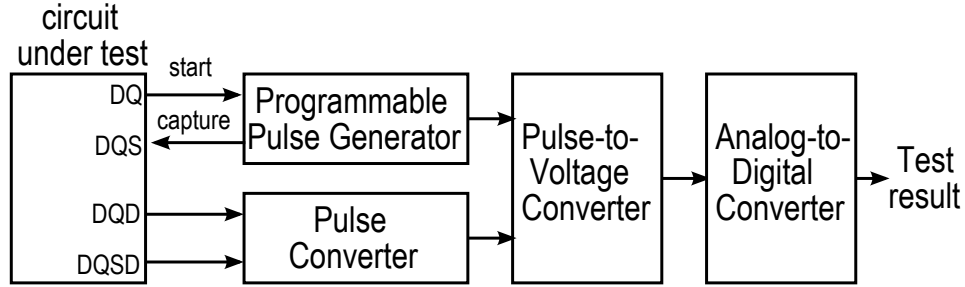 circuit
under test
DQ
DQS
DQD
DQSD
start
capture
Programmable
Pulse Generator
Pulse
Converter
Pulse-to-
Voltage
Converter
Analog-to-
Digital
Converter
Test
result